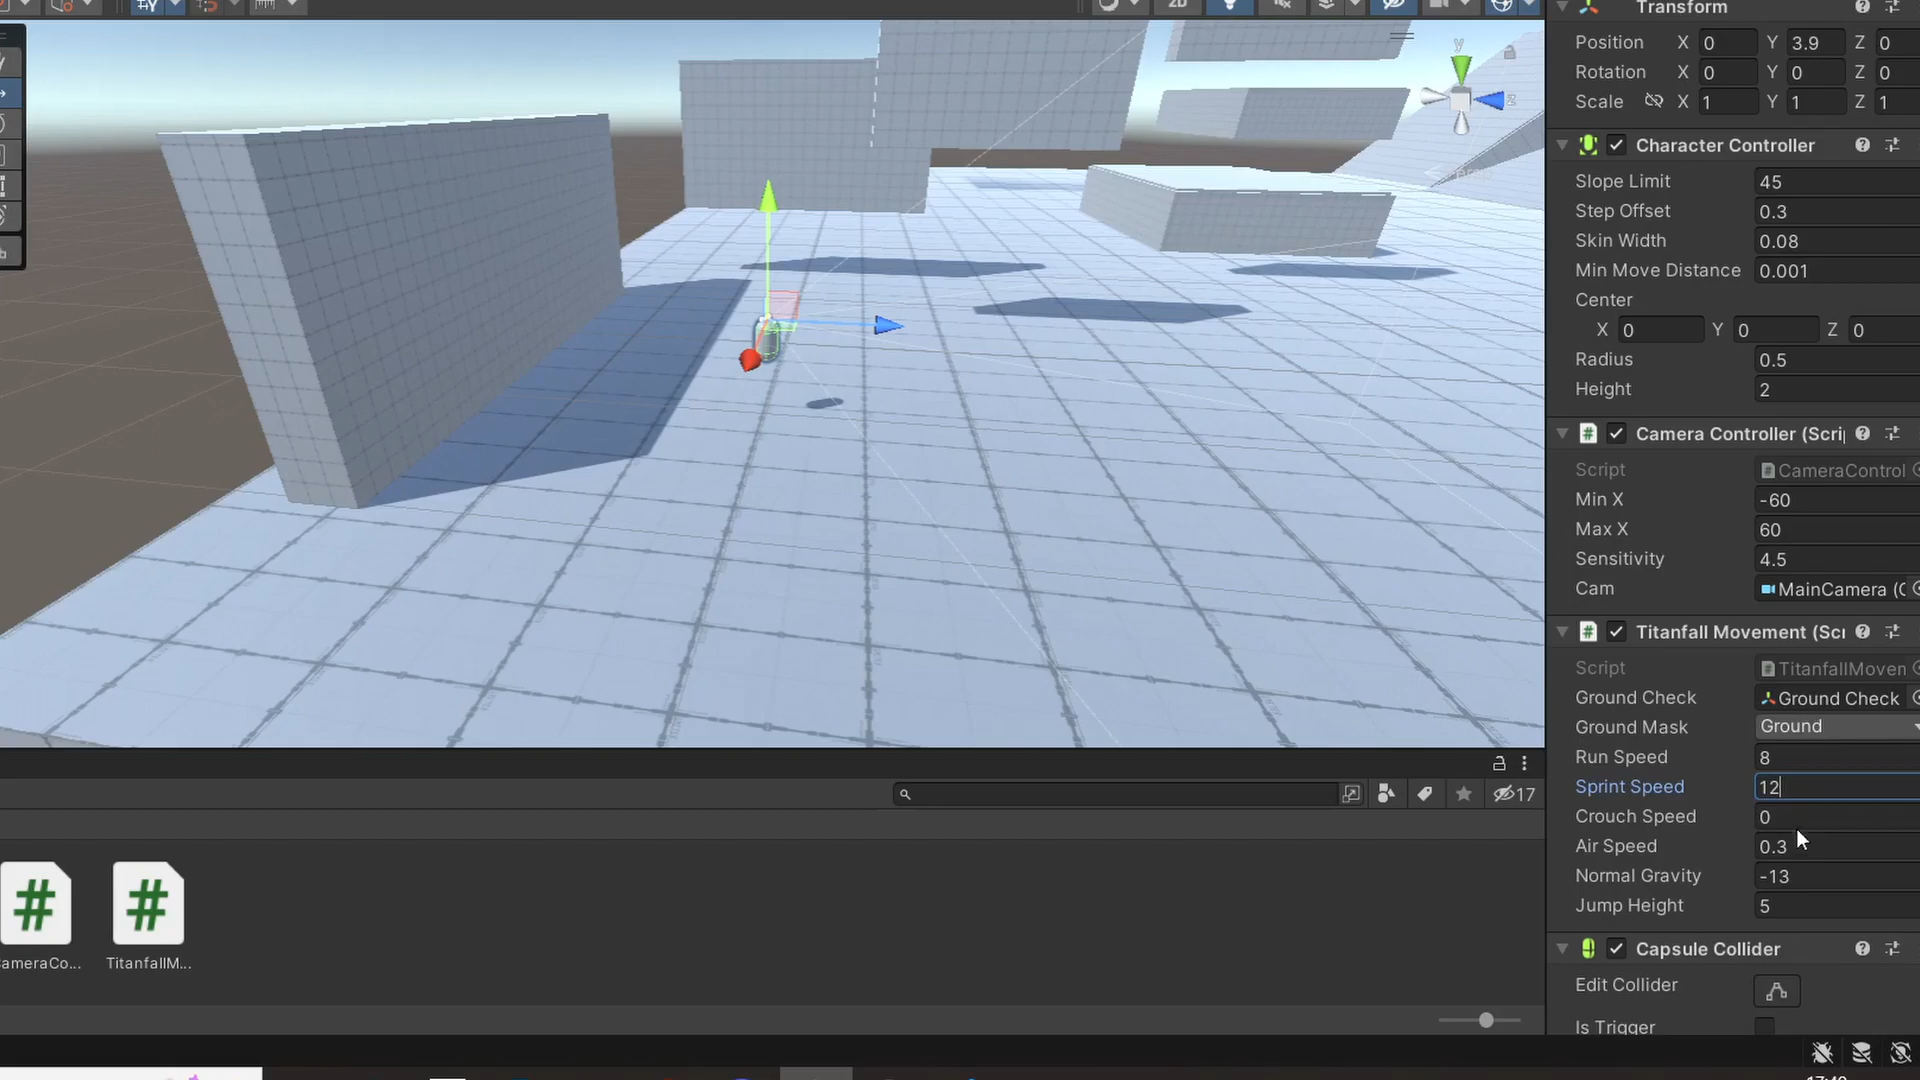 2D
Transform
Position X 0 Y 3.9 Z 0
Rotation X 0 Y 0 Z 0
Scale X 1 Y 1 Z 1
y
z
Character Controller
Slope Limit 45
Step Offset 0.3
Skin Width 0.08
Min Move Distance 0.001
Center
X 0 Y 0 Z 0
Radius 0.5
Height 2
Camera Controller (Scri
Script CameraControl
Min X -60
Max X 60
Sensitivity 4.5
Cam MainCamera (C
Titanfall Movement (Scr
Script TitanfallMovem
Ground Check Ground Check
Ground Mask Ground
Run Speed 8
Sprint Speed 12
Crouch Speed 0
Air Speed 0.3
Normal Gravity -13
Jump Height 5
Capsule Collider
Edit Collider
Is Trigger
17
ameraCo...
TitanfallM...